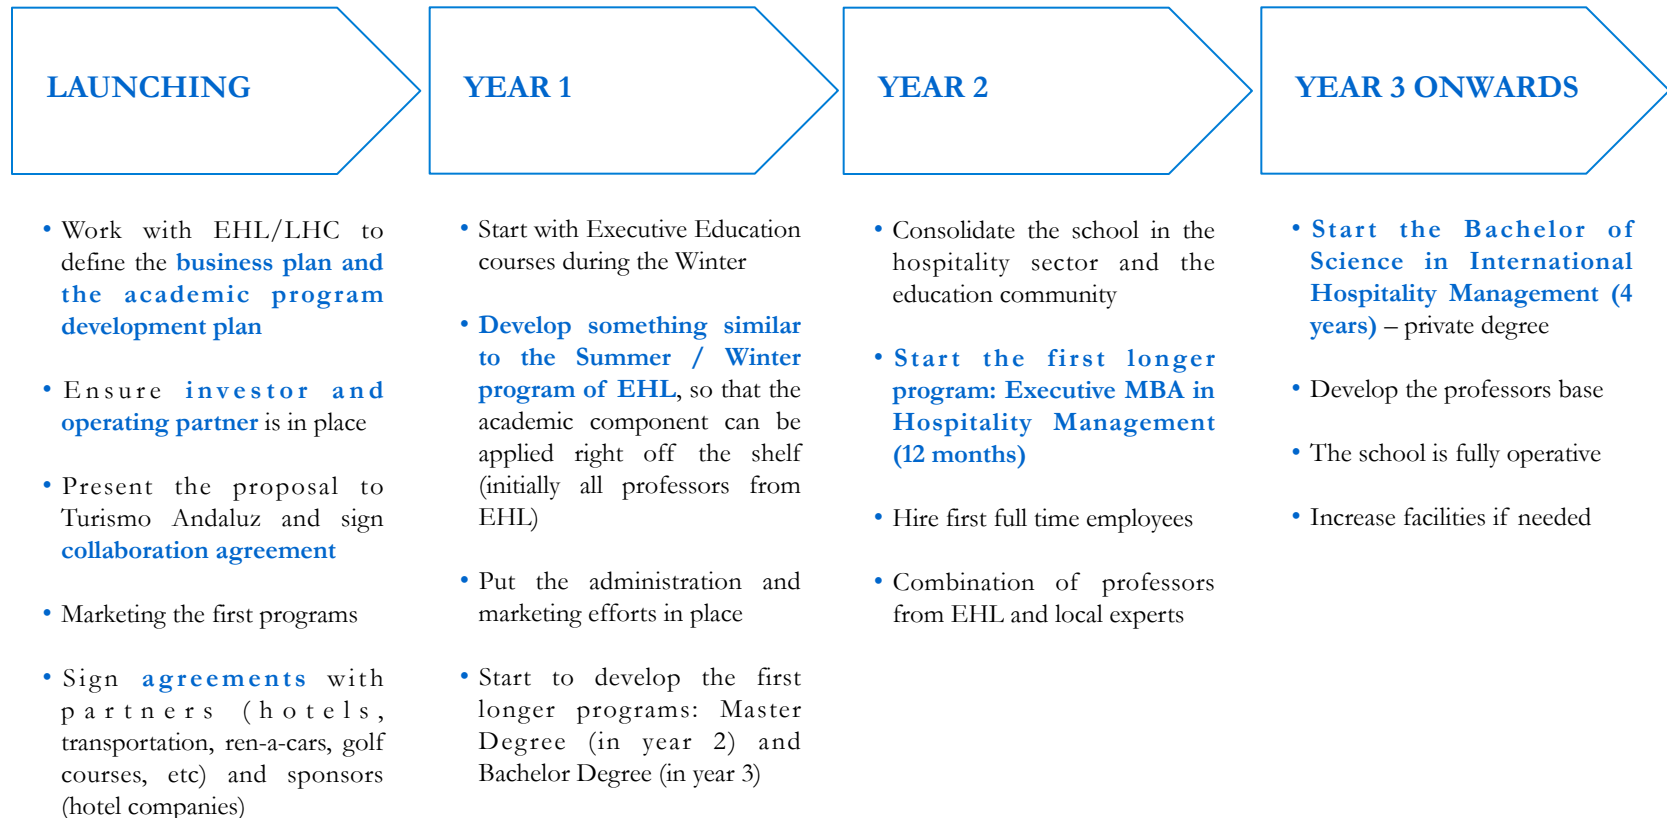 LAUNCHING
• Work with EHL/LHC to
define the business plan and
the academic program
development plan
• Ensure investor and
operating partner is in place
• Present the proposal to
Turismo Andaluz and sign
collaboration agreement
• Marketing the first programs
• Sign agreements with
partners (hotels,
transportation, ren-a-cars, golf
courses, etc) and sponsors
(hotel companies)
YEAR 1
• Start with Executive Education
courses during the Winter
• Develop something similar
to the Summer / Winter
program of EHL, so that the
academic component can be
applied right off the shelf
(initially all professors from
EHL)
• Put the administration and
marketing efforts in place
• Start to develop the first
longer programs: Master
Degree (in year 2) and
Bachelor Degree (in year 3)
YEAR 2
• Consolidate the school in the
hospitality sector and the
education community
• Start the first longer
program: Executive MBA in
Hospitality Management
(12 months)
• Hire first full time employees
• Combination of professors
from EHL and local experts
YEAR 3 ONWARDS
• Start the Bachelor of
Science in International
Hospitality Management (4
years) – private degree
• Develop the professors base
• The school is fully operative
• Increase facilities if needed